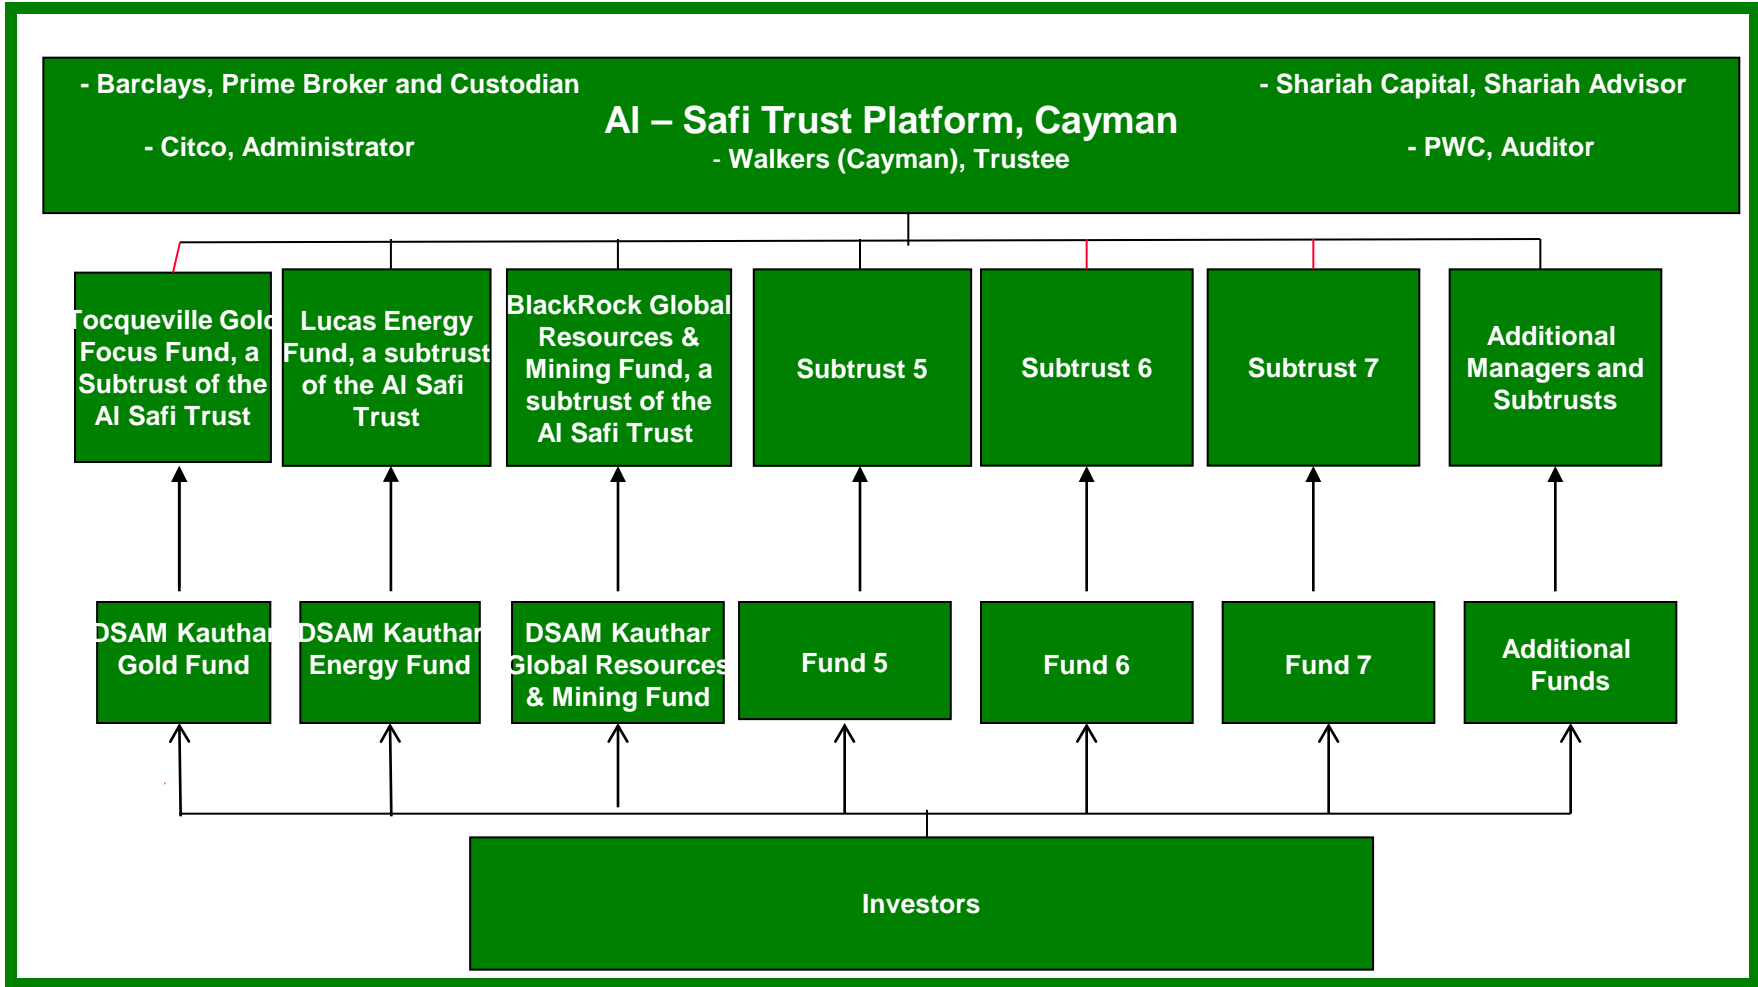 - Barclays, Prime Broker and Custodian
- Shariah Capital, Shariah Advisor
Al – Safi Trust Platform, Cayman
- Citco, Administrator
- Walkers (Cayman), Trustee
- PWC, Auditor
Tocqueville Gold
Focus Fund, a
Subtrust of the
Al Safi Trust
Lucas Energy
Fund, a subtrust
of the Al Safi
Trust
BlackRock Global
Resources &
Mining Fund, a
subtrust of the
Al Safi Trust
Subtrust 5
Subtrust 6
Subtrust 7
Additional
Managers and
Subtrusts
DSAM Kauthar
Gold Fund
DSAM Kauthar
Energy Fund
DSAM Kauthar
Global Resources
& Mining Fund
Fund 5
Fund 6
Fund 7
Additional
Funds
Investors